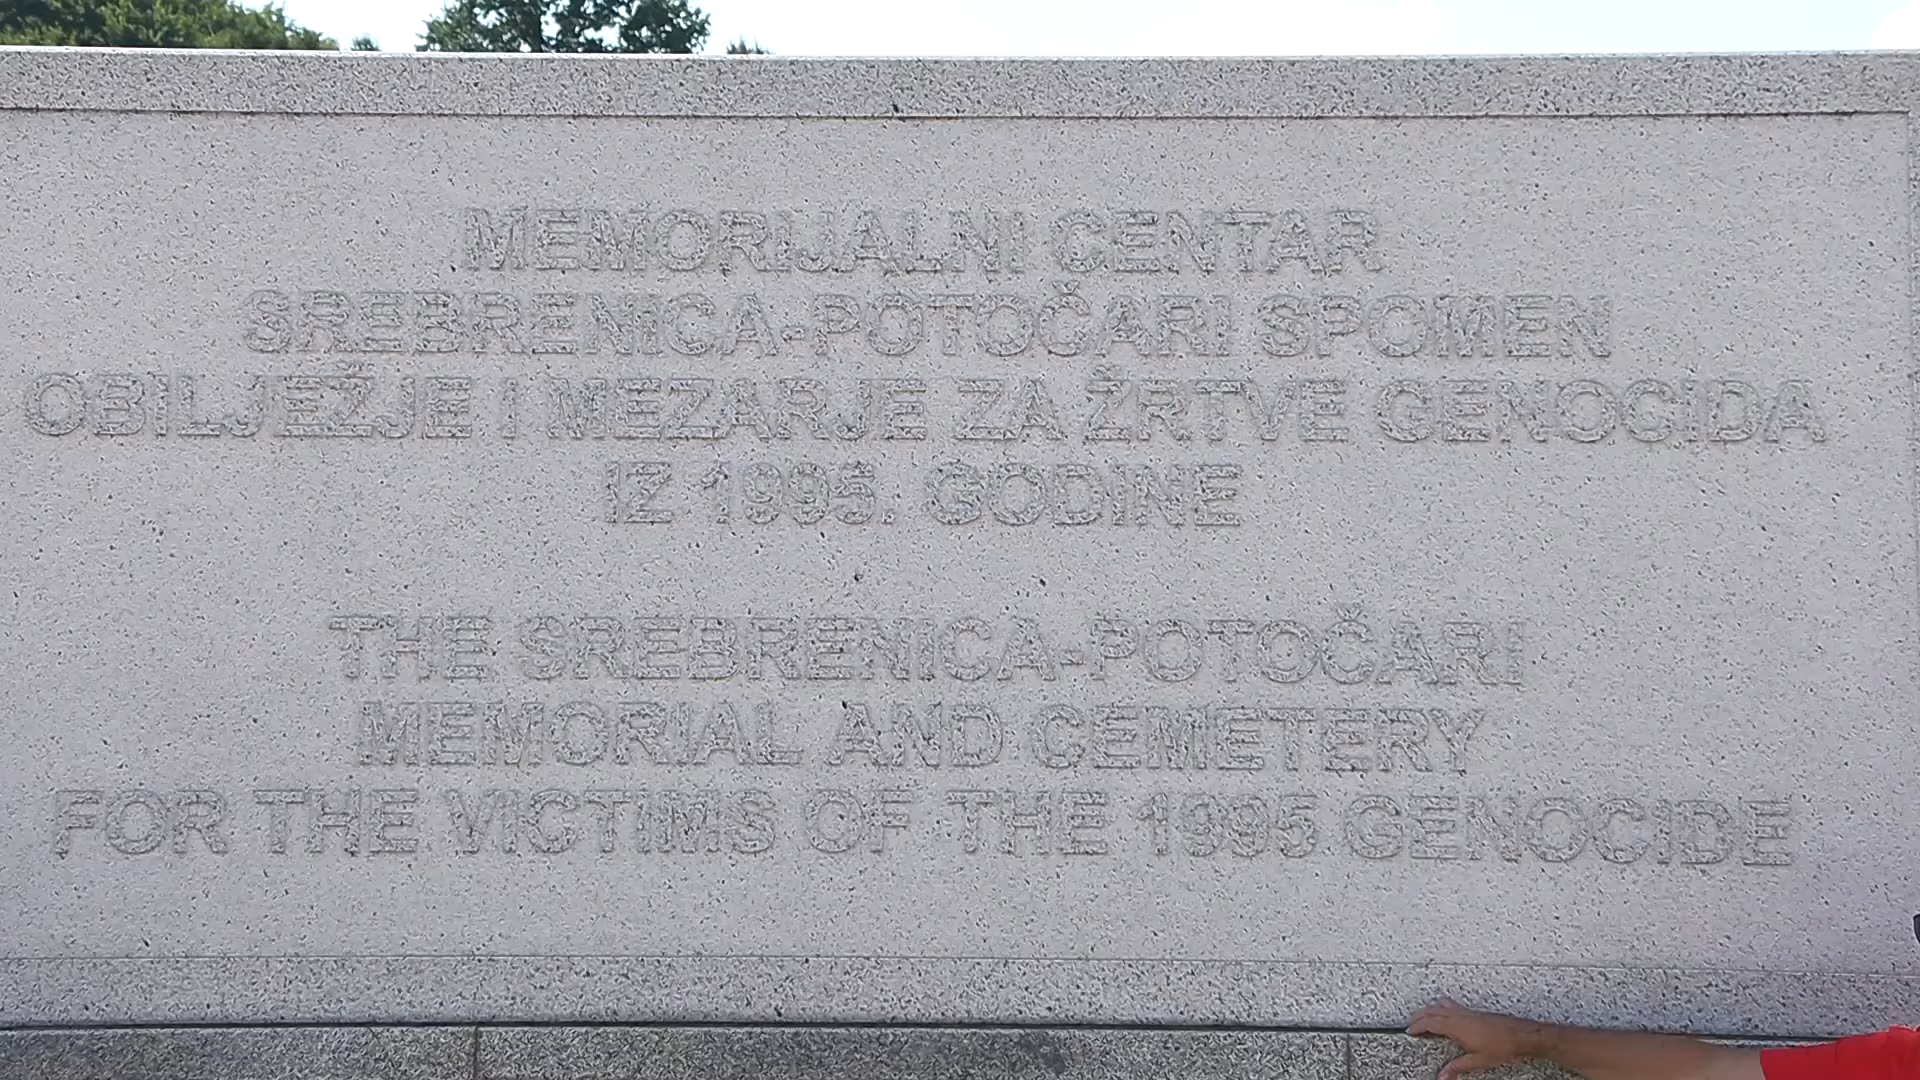 MEMORIJALNI CENTAR
SREBRENICA-POTOČARI SPOMEN
OBILJEŽJE I MEZARJE ZA ŽRTVE GENOCIDA
IZ 1995. GODINE
THE SREBRENICA-POTOČARI
MEMORIAL AND CEMETERY
FOR THE VICTIMS OF THE 1995 GENOCIDE